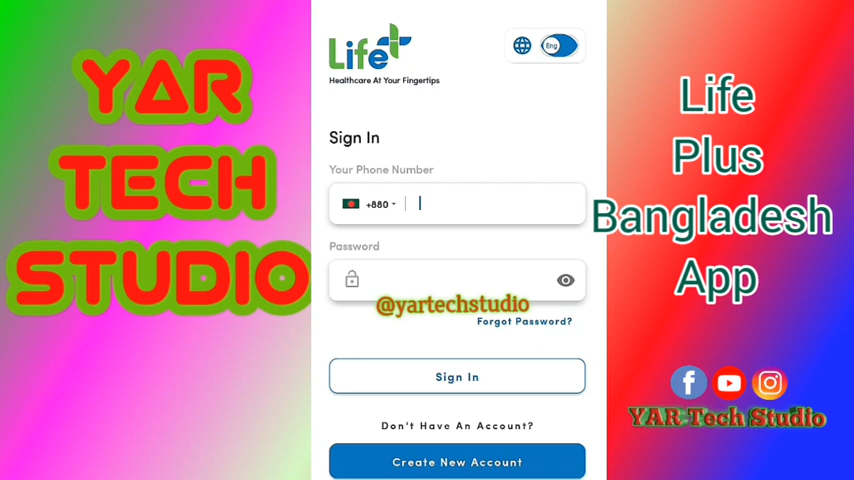 YAR
TECH
STUDIO
Life
Healthcare At Your Fingertips
Eng
Sign In
Your Phone Number
+880
Password
@yartechstudio
Forgot Password?
Sign In
Don't Have An Account?
Create New Account
Life
Plus
Bangladesh
App
YAR Tech Studio